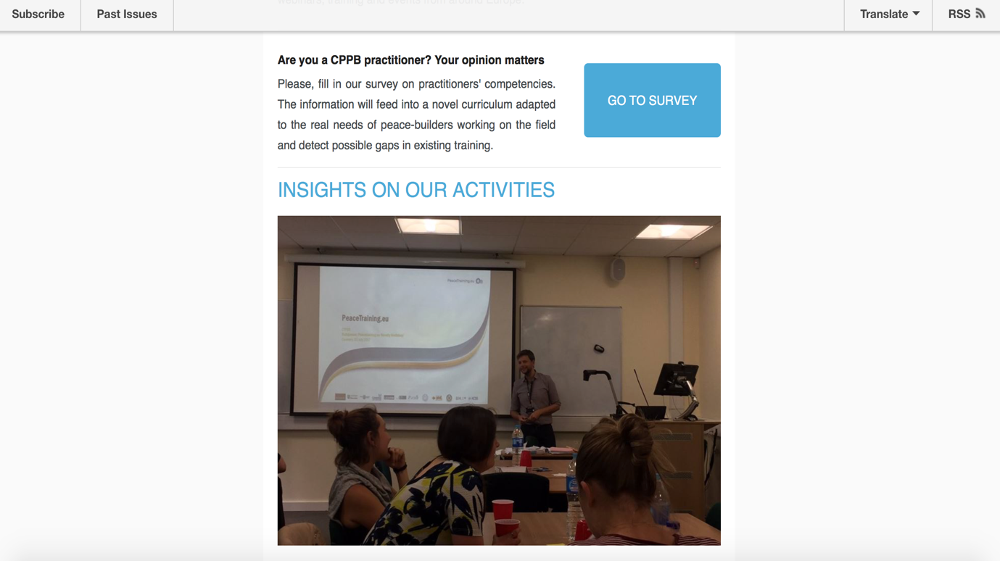 Subscribe
Past Issues
Translate
RSS
webinars, training and events from around Europe.
Are you a CPPB practitioner? Your opinion matters
Please, fill in our survey on practitioners' competencies.
The information will feed into a novel curriculum adapted
to the real needs of peace-builders working on the field
and detect possible gaps in existing training.
GO TO SURVEY
INSIGHTS ON OUR ACTIVITIES
PeaceTraining.eu
PeaceTraining.eu